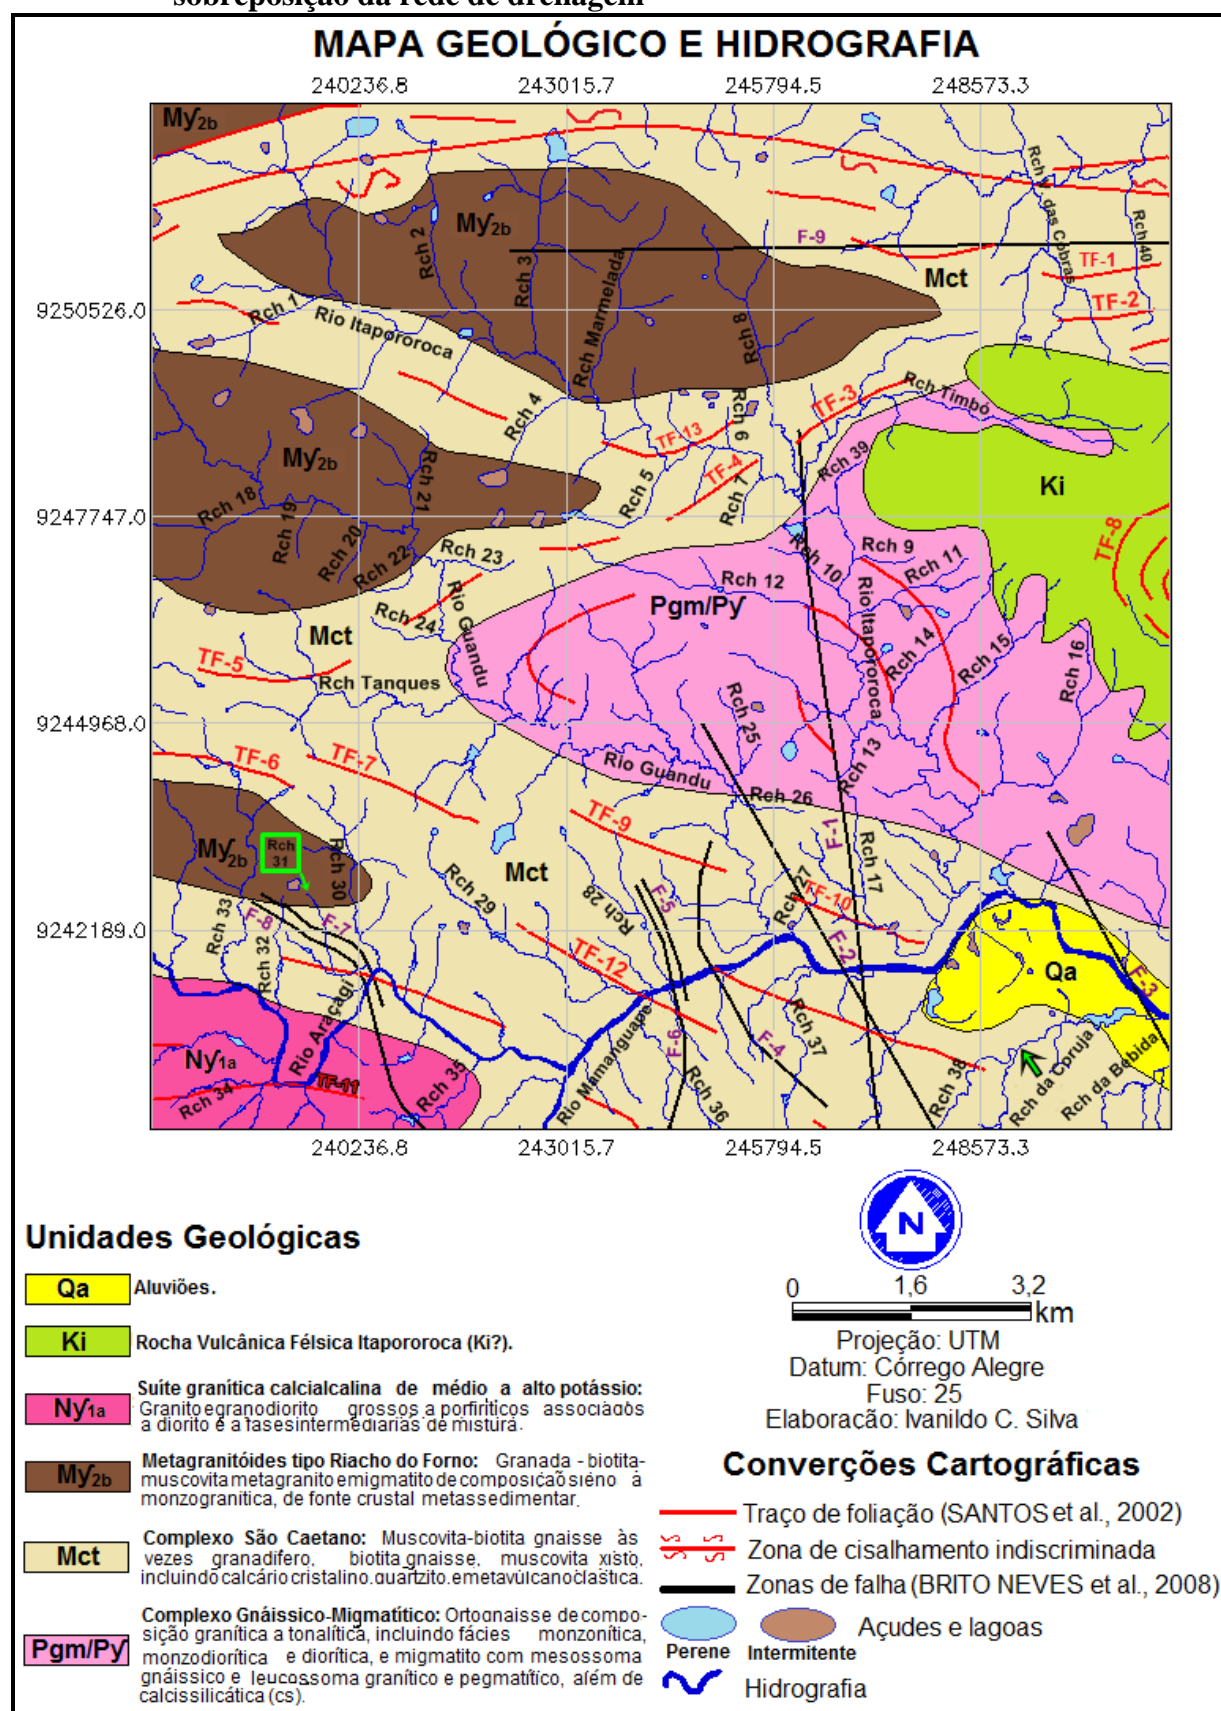 sobreposição da rede de drenagem
MAPA GEOLÓGICO E HIDROGRAFIA
240236.8 243015.7 245794.5 248573.3
My2b
Rch V. das Cobras
Rch 40
Rch 2
My2b
F-9
Rch 3
Mct
TF-1
Rch Marmelada
TF-2
9250526.0
Rch 1
Rio Itapororoca
Rch 8
Rch Timbó
TF-3
Rch 4
Rch 6
TF-13
My2b
Rch 39
TF-4
Rch 21
Rch 5
Rch 7
Ki
Rch 18
9247747.0
Rch 19
TF-8
Rch 20
Rch 22
Rch 23
Rch 10
Rch 9
Rch 11
Rch 12
Rio Guandu
Rch 24
Pgm/Py
Rio Itapororoca
Mct
Rch 14
Rch 15
Rch 16
TF-5
Rch Tanques
Rch 25
9244968.0
TF-6
TF-7
Rio Guandu
Rch 13
Rch 26
TF-9
F-1
My2b
Rch
31
Rch 30
Mct
Rch 17
Rch 29
Rch 27
TF-10
Rch 28
F-5
Rch 33
F-8
F-7
9242189.0
Rch 32
TF-12
F-2
Qa
F-3
Rio Araçagi
Rio Mamanguape
F-6
F-4
Rch 37
Ny1a
TF-11
Rch 34
Rch 35
Rch 36
Rch 38
Rch da Coruja
Rch da Bebida
240236.8 243015.7 245794.5 248573.3
N
Unidades Geológicas
0 1,6 3,2
km
Projeção: UTM
Datum: Córrego Alegre
Fuso: 25
Elaboração: Ivanildo C. Silva
Qa Aluviões.
Ki Rocha Vulcânica Félsica Itapororoca (Ki?).
Ny1a Suíte granítica calcialcalina de médio a alto potássio:
Granito e granodiorito grossos a porfiríticos associados
a diorito e a fases intermediarias de mistura.
My2b Metagranitóides tipo Riacho do Forno: Granada - biotita-
muscovita metagranito e migmatito de composição sieno a
monzogranítica, de fonte crustal metassedimentar.
Mct Complexo São Caetano: Muscovita-biotita gnaisse às
vezes granadífero, biotita gnaisse, muscovita xisto,
incluindo calcário cristalino, quartzito, e metavulcanoclástica.
Pgm/Py Complexo Gnáissico-Migmatítico: Ortognaisse de compo-
sição granítica a tonalítica, incluindo fácies monzonítica,
monzodiorítica e diorítica, e migmatito com mesossoma
gnáissico e leucossoma granítico e pegmatítico, além de
calcissilicática (cs).
Converções Cartográficas
Traço de foliação (SANTOS et al., 2002)
Zona de cisalhamento indiscriminada
Zonas de falha (BRITO NEVES et al., 2008)
Açudes e lagoas
Perene Intermitente
Hidrografia